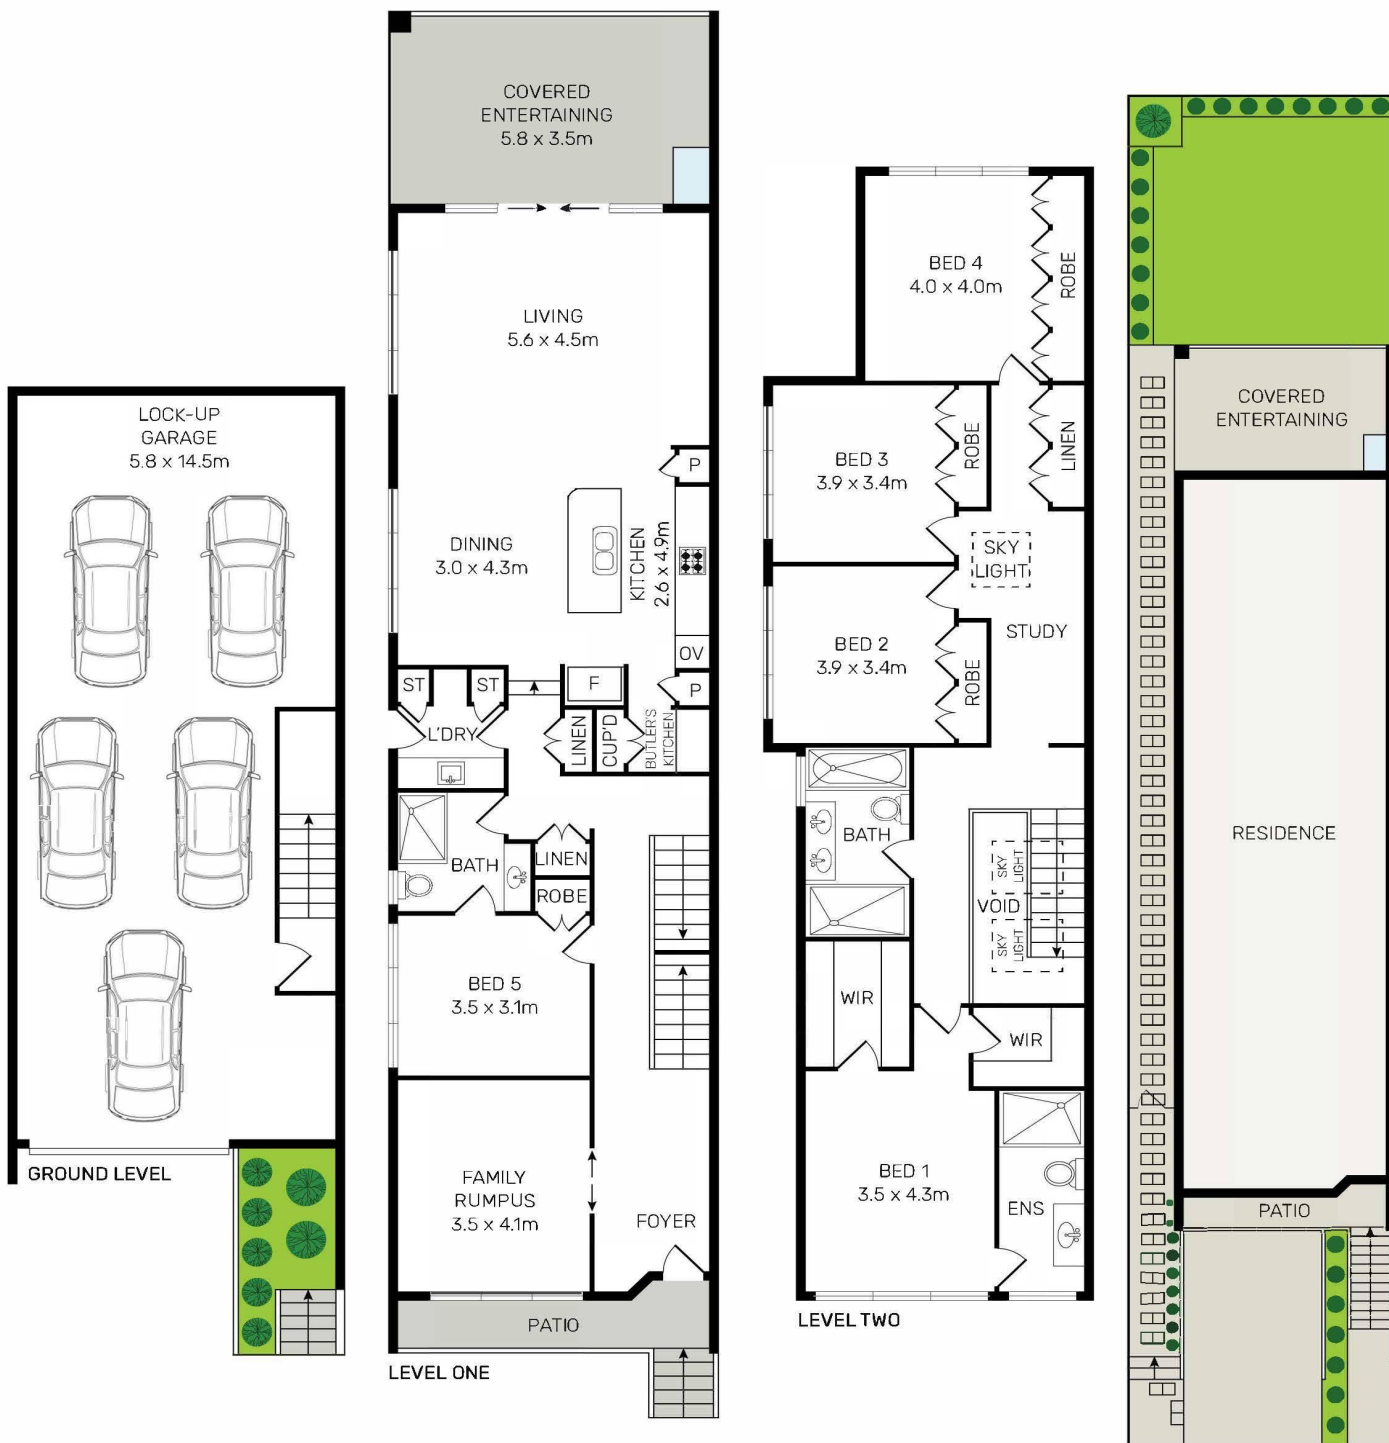 LOCK-UP
GARAGE
5.8 x 14.5m
GROUND LEVEL
COVERED
ENTERTAINING
5.8 x 3.5m
LIVING
5.6 x 4.5m
P
DINING
3.0 x 4.3m
KITCHEN
2.6 x 4.9m
OV
ST
ST
F
P
L'DRY
LINEN
CUP'D
BUTLER'S
KITCHEN
BATH
LINEN
ROBE
BED 5
3.5 x 3.1m
FAMILY
RUMPUS
3.5 x 4.1m
FOYER
PATIO
LEVEL ONE
BED 4
4.0 x 4.0m
ROBE
BED 3
3.9 x 3.4m
ROBE
LINEN
SKY
LIGHT
STUDY
BED 2
3.9 x 3.4m
ROBE
BATH
SKY
LIGHT
VOID
SKY
LIGHT
WIR
WIR
BED 1
3.5 x 4.3m
ENS
LEVEL TWO
COVERED
ENTERTAINING
RESIDENCE
PATIO